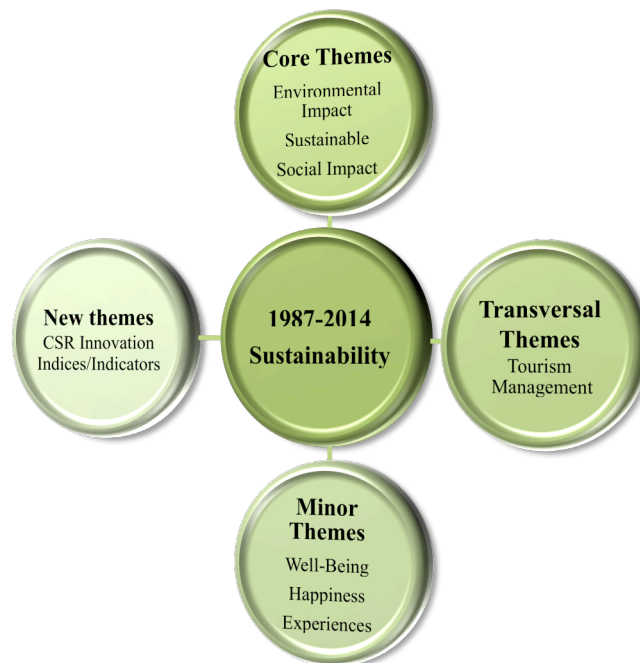 Core Themes
Environmental
Impact
Sustainable
Social Impact
New themes
CSR Innovation
Indices/Indicators
1987-2014
Sustainability
Transversal
Themes
Tourism
Management
Minor
Themes
Well-Being
Happiness
Experiences